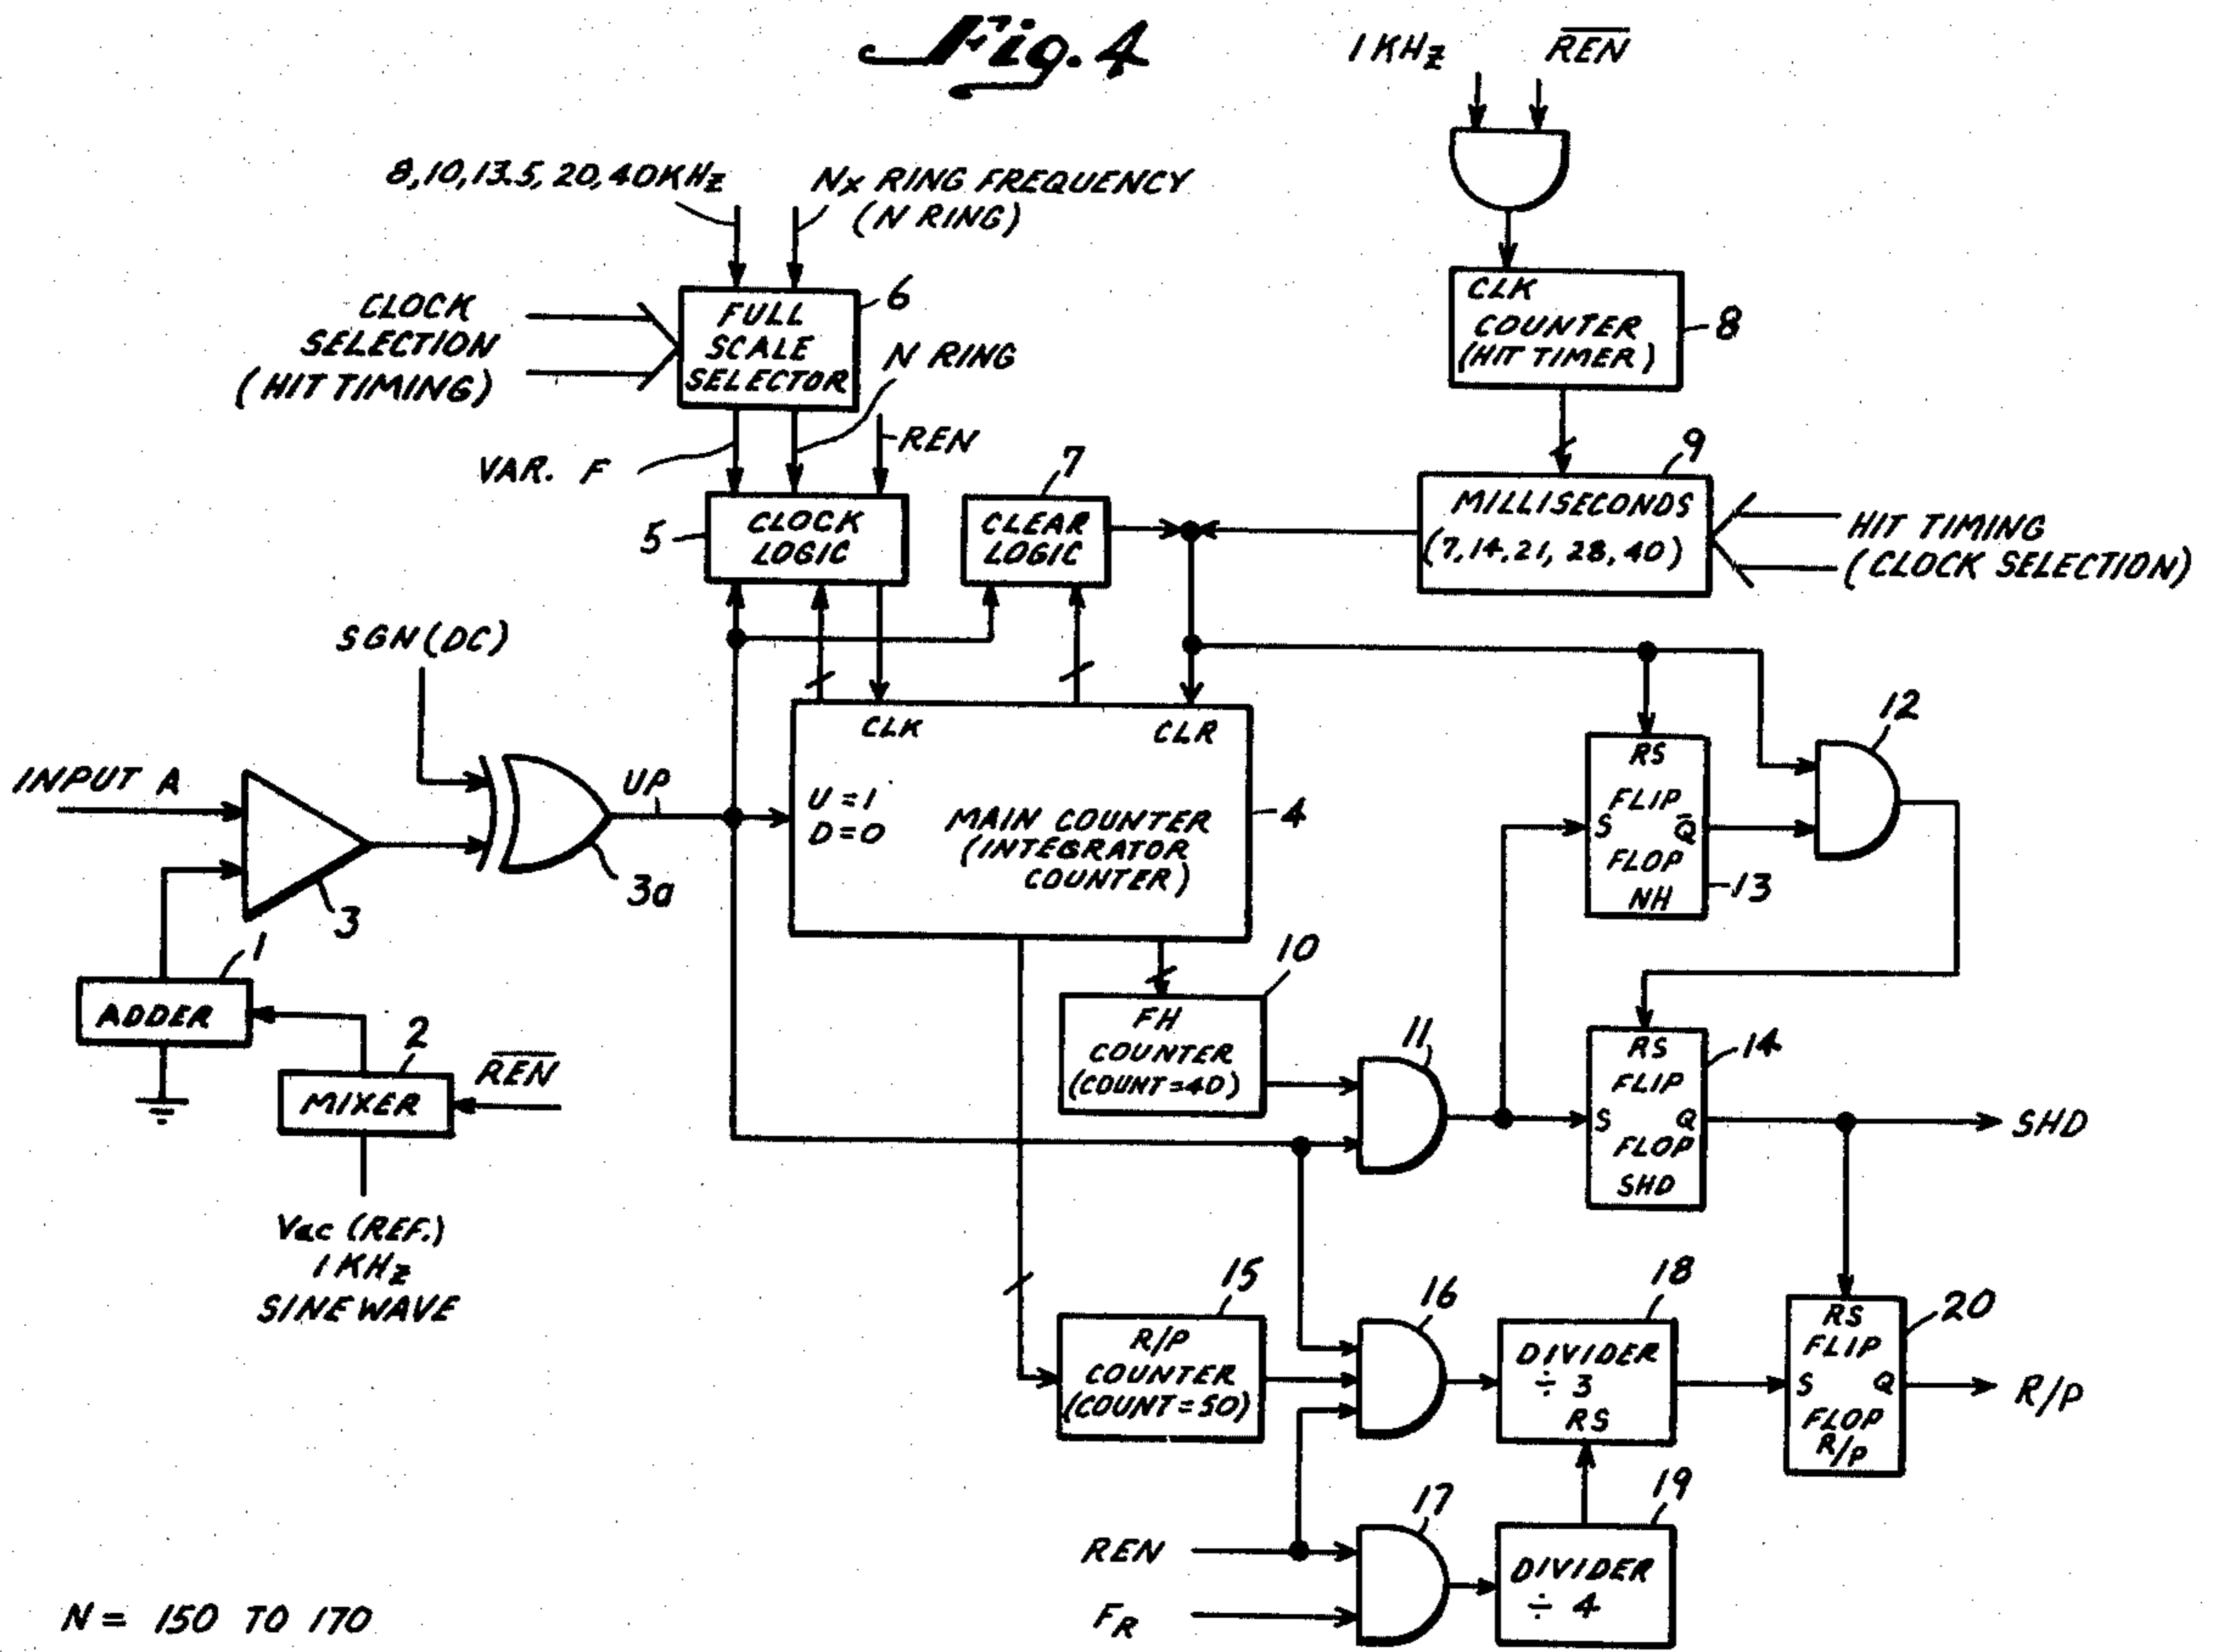 Fig. 4
1 KHz
REN
8,10,13.5, 20, 40KHz
Nx RING FREQUENCY
(N RING)
CLOCK
SELECTION
(HIT TIMING)
FULL
SCALE
SELECTOR
6
N RING
VAR. F
REN
CLK
COUNTER
(HIT TIMER)
8
5
CLOCK
LOGIC
7
CLEAR
LOGIC
9
MILLISECONDS
(7,14,21, 28, 40)
HIT TIMING
(CLOCK SELECTION)
SGN(DC)
INPUT A
3
3a
UP
CLK
CLR
U = 1
D = 0
MAIN COUNTER
(INTEGRATOR
COUNTER)
4
RS
FLIP
S
Q̅
FLOP
NH
13
12
1
ADDER
2
MIXER
REN
Vac (REF.)
1 KHz
SINE WAVE
10
FH
COUNTER
(COUNT=40)
11
RS
FLIP
S
Q
FLOP
SHD
14
SHD
15
R/P
COUNTER
(COUNT=50)
16
18
DIVIDER
÷ 3
RS
RS
FLIP
S
Q
FLOP
R/P
20
R/P
REN
FR
17
19
DIVIDER
÷ 4
N = 150 TO 170